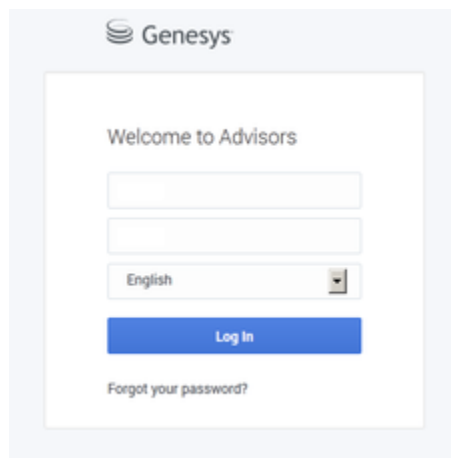 Genesys
Welcome to Advisors
English
Log In
Forgot your password?